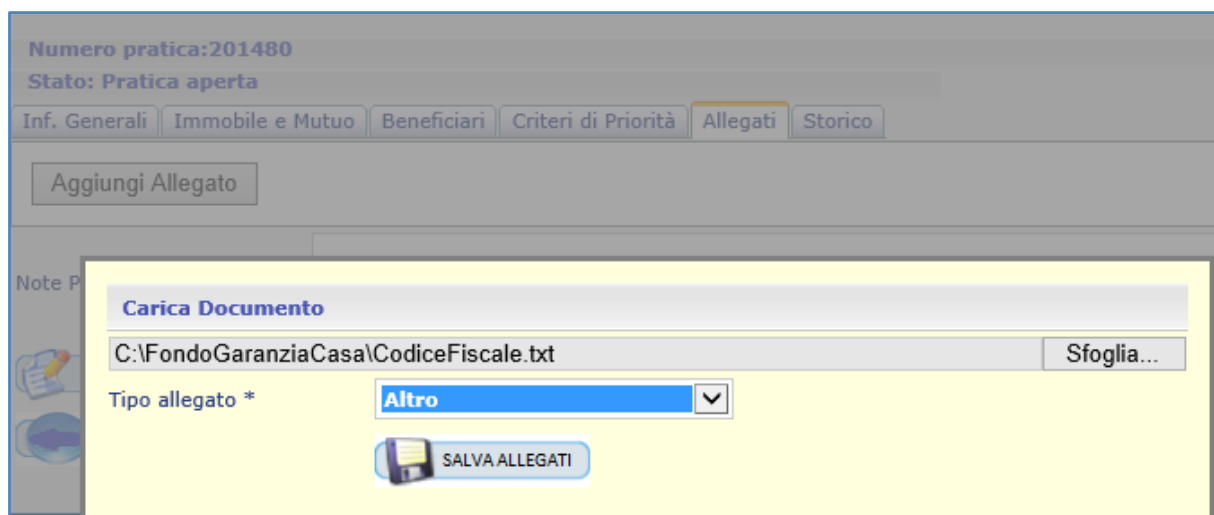 Numero pratica:201480
Stato: Pratica aperta
Inf. Generali Immobile e Mutuo Beneficiari Criteri di Priorità Allegati Storico
Aggiungi Allegato
Note P
Carica Documento
C:\FondoGaranziaCasa\CodiceFiscale.txt Sfoglia...
Tipo allegato * Altro
SALVA ALLEGATI